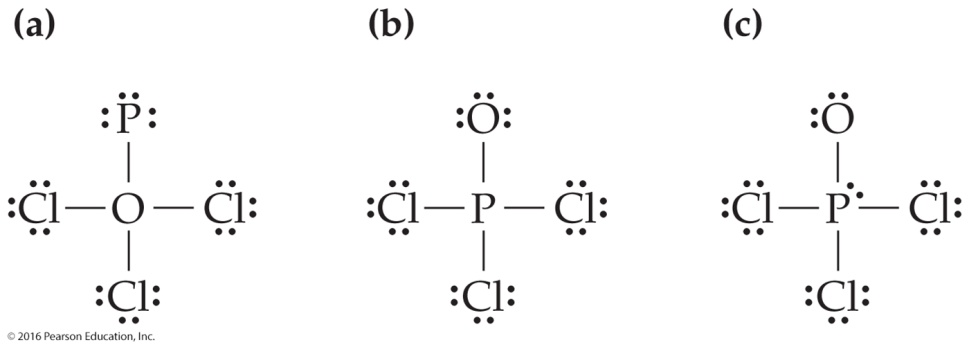 (a) (b) (c)
P O O
Cl O Cl Cl P Cl Cl P Cl
Cl Cl Cl
© 2016 Pearson Education, Inc.